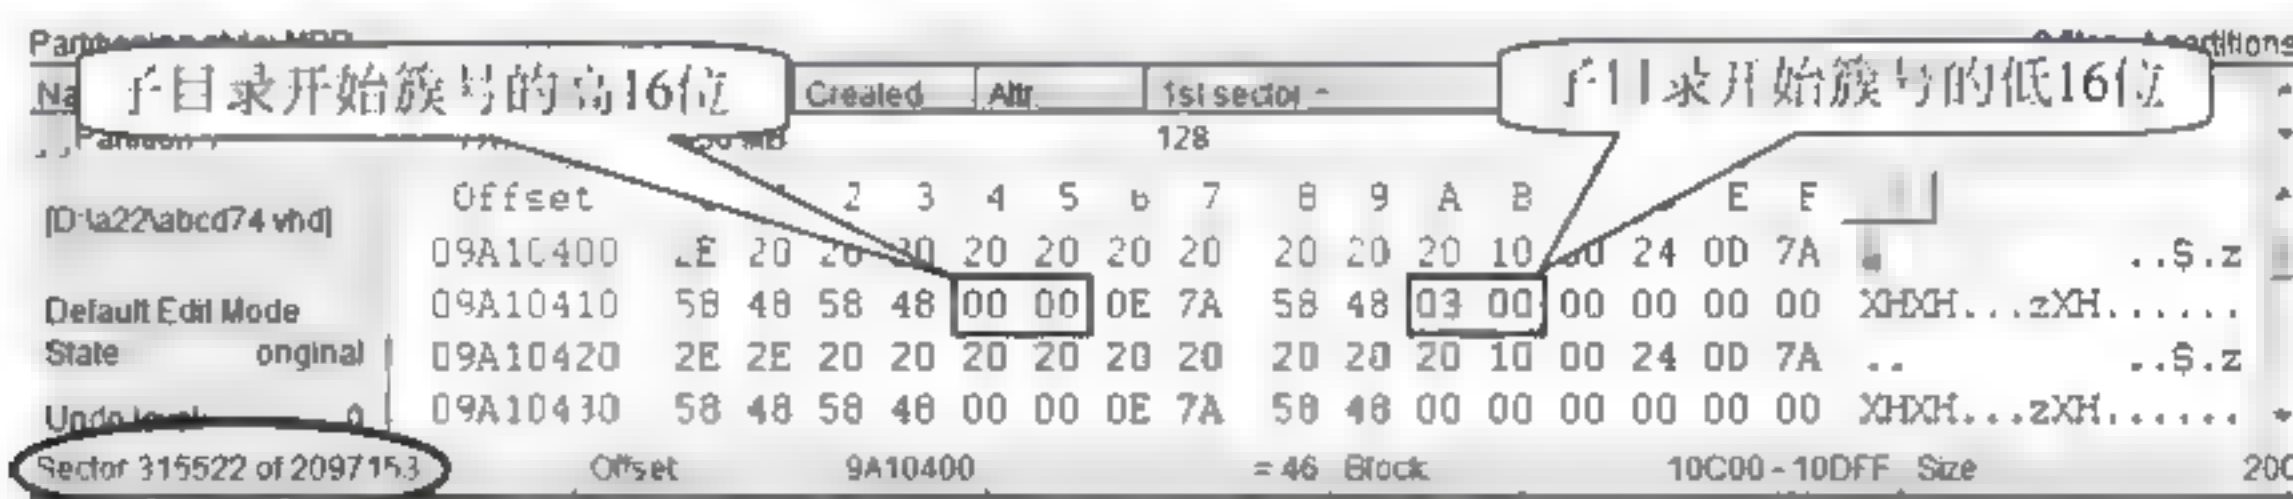 子目录开始簇号的高16位 子目录开始簇号的低16位
Created Attr. 1st sector
128
Offset 2 3 4 5 6 7 8 9 A B E F
[D:\a22\abcd74.vhd]
09A10400 2E 20 20 20 20 20 20 20 20 20 20 10 00 24 0D 7A . ..$.z
Default Edit Mode
09A10410 58 48 58 48 00 00 0E 7A 58 48 03 00 00 00 00 00 XHXH...zXH......
State original
09A10420 2E 2E 20 20 20 20 20 20 20 20 20 10 00 24 0D 7A .. ..$.z
Undo level: 0
09A10430 58 48 58 48 00 00 0E 7A 58 48 00 00 00 00 00 00 XHXH...zXH......
Sector 315522 of 2097153 Offset 9A10400 = 46 Block 10C00 - 10DFF Size 200